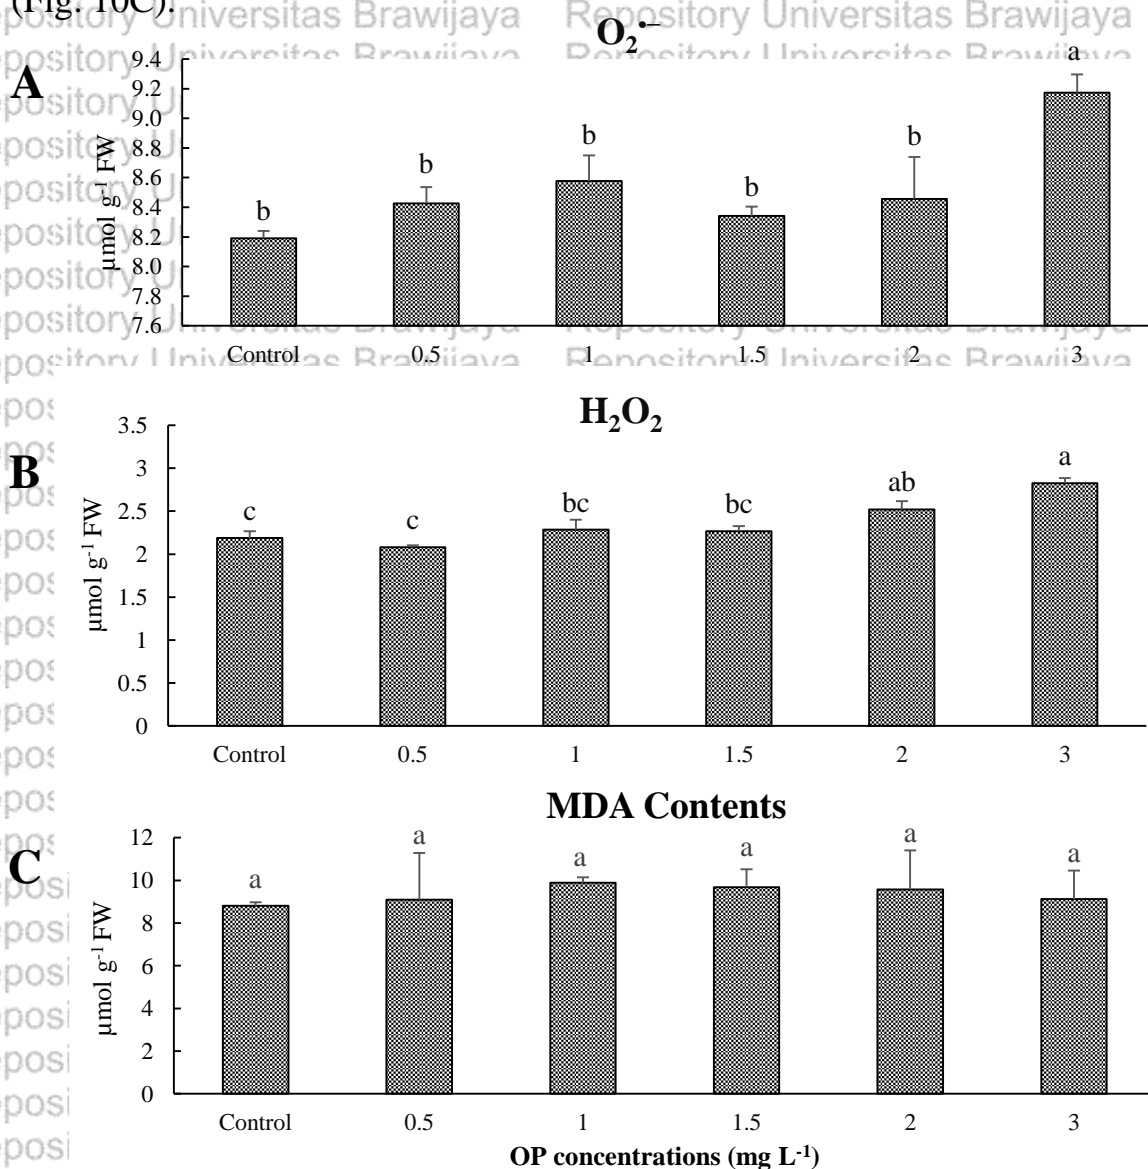 (Fig. 10C).
Repository Universitas Brawijaya
O₂•−
A
9.4
9.2
9.0
8.8
8.6
8.4
8.2
8.0
7.8
7.6
µmol g⁻¹ FW
b b b b b a
Control 0.5 1 1.5 2 3
H₂O₂
B
3.5
3
2.5
2
1.5
1
0.5
0
µmol g⁻¹ FW
c c bc bc ab a
Control 0.5 1 1.5 2 3
MDA Contents
C
12
10
8
6
4
2
0
µmol g⁻¹ FW
a a a a a a
Control 0.5 1 1.5 2 3
OP concentrations (mg L⁻¹)